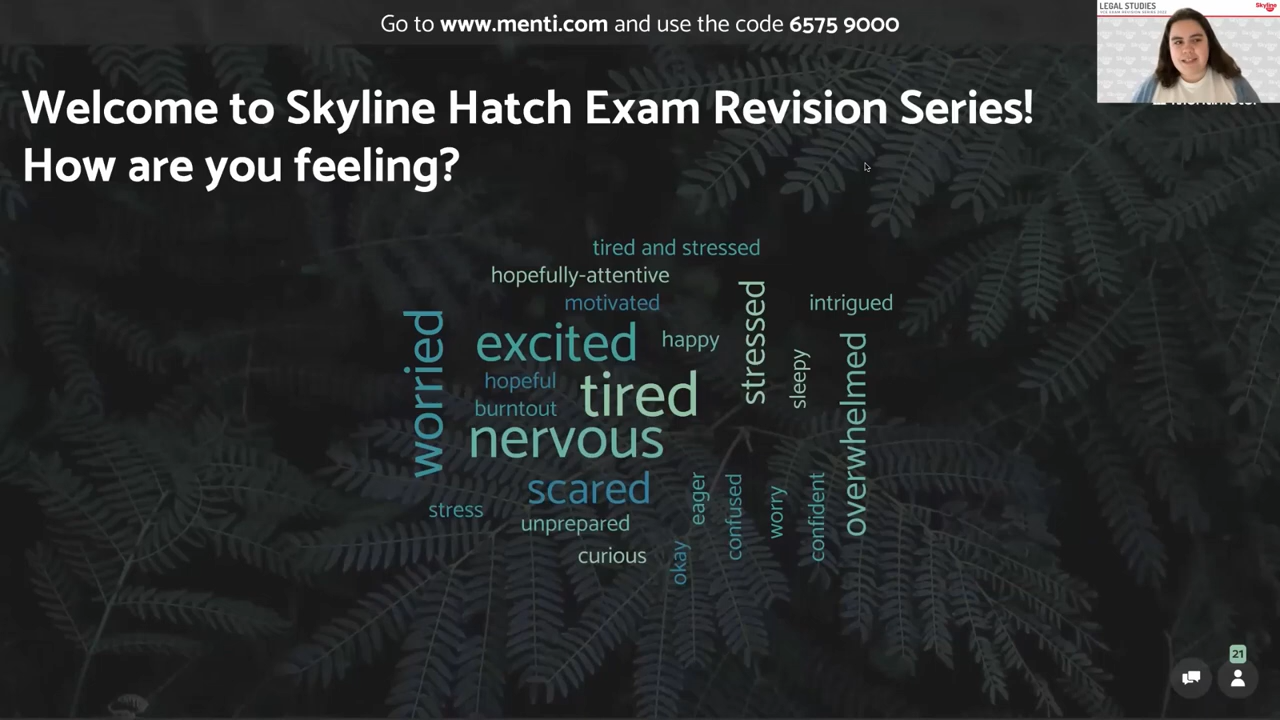 Go to www.menti.com and use the code 6575 9000
LEGAL STUDIES
Skyline
Welcome to Skyline Hatch Exam Revision Series!
How are you feeling?
tired and stressed
hopefully-attentive
motivated
intrigued
worried
excited
happy
stressed
sleepy
overwhelmed
hopeful
tired
burntout
nervous
scared
stress
unprepared
eager
confused
worry
confident
curious
okay
21